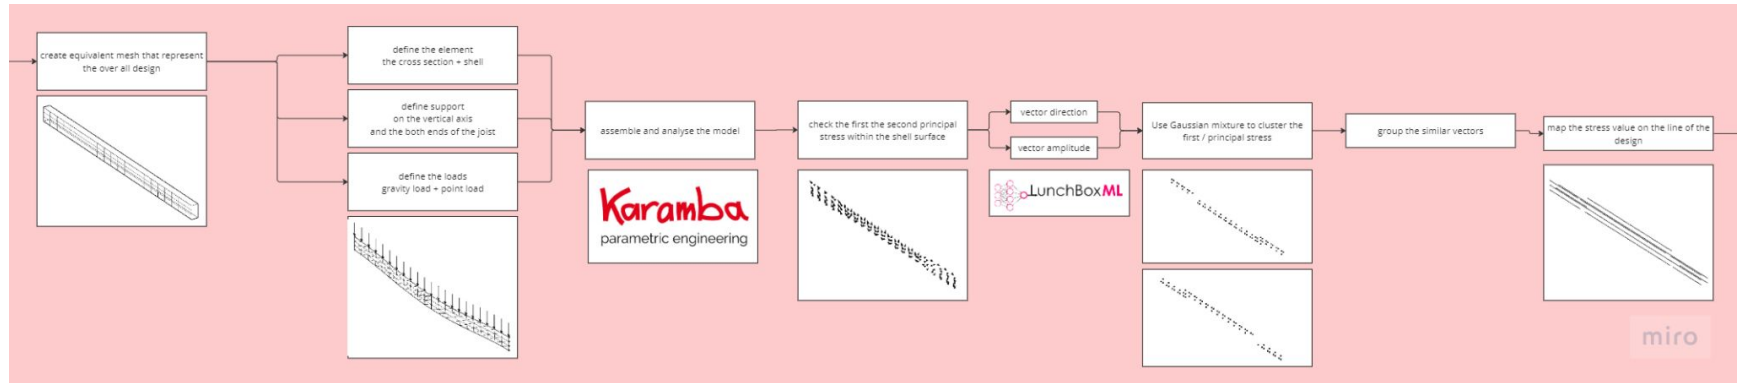 create equivalent mesh that represent
the over all design
define the element
the cross section + shell
define support
on the vertical axis
and the both ends of the joist
define the loads
gravity load + point load
assemble and analyse the model
Karamba
parametric engineering
check the first the second principal
stress within the shell surface
vector direction
vector amplitude
LunchBoxML
Use Gaussian mixture to cluster the
first / principal stress
group the similar vectors
map the stress value on the line of the
design
miro